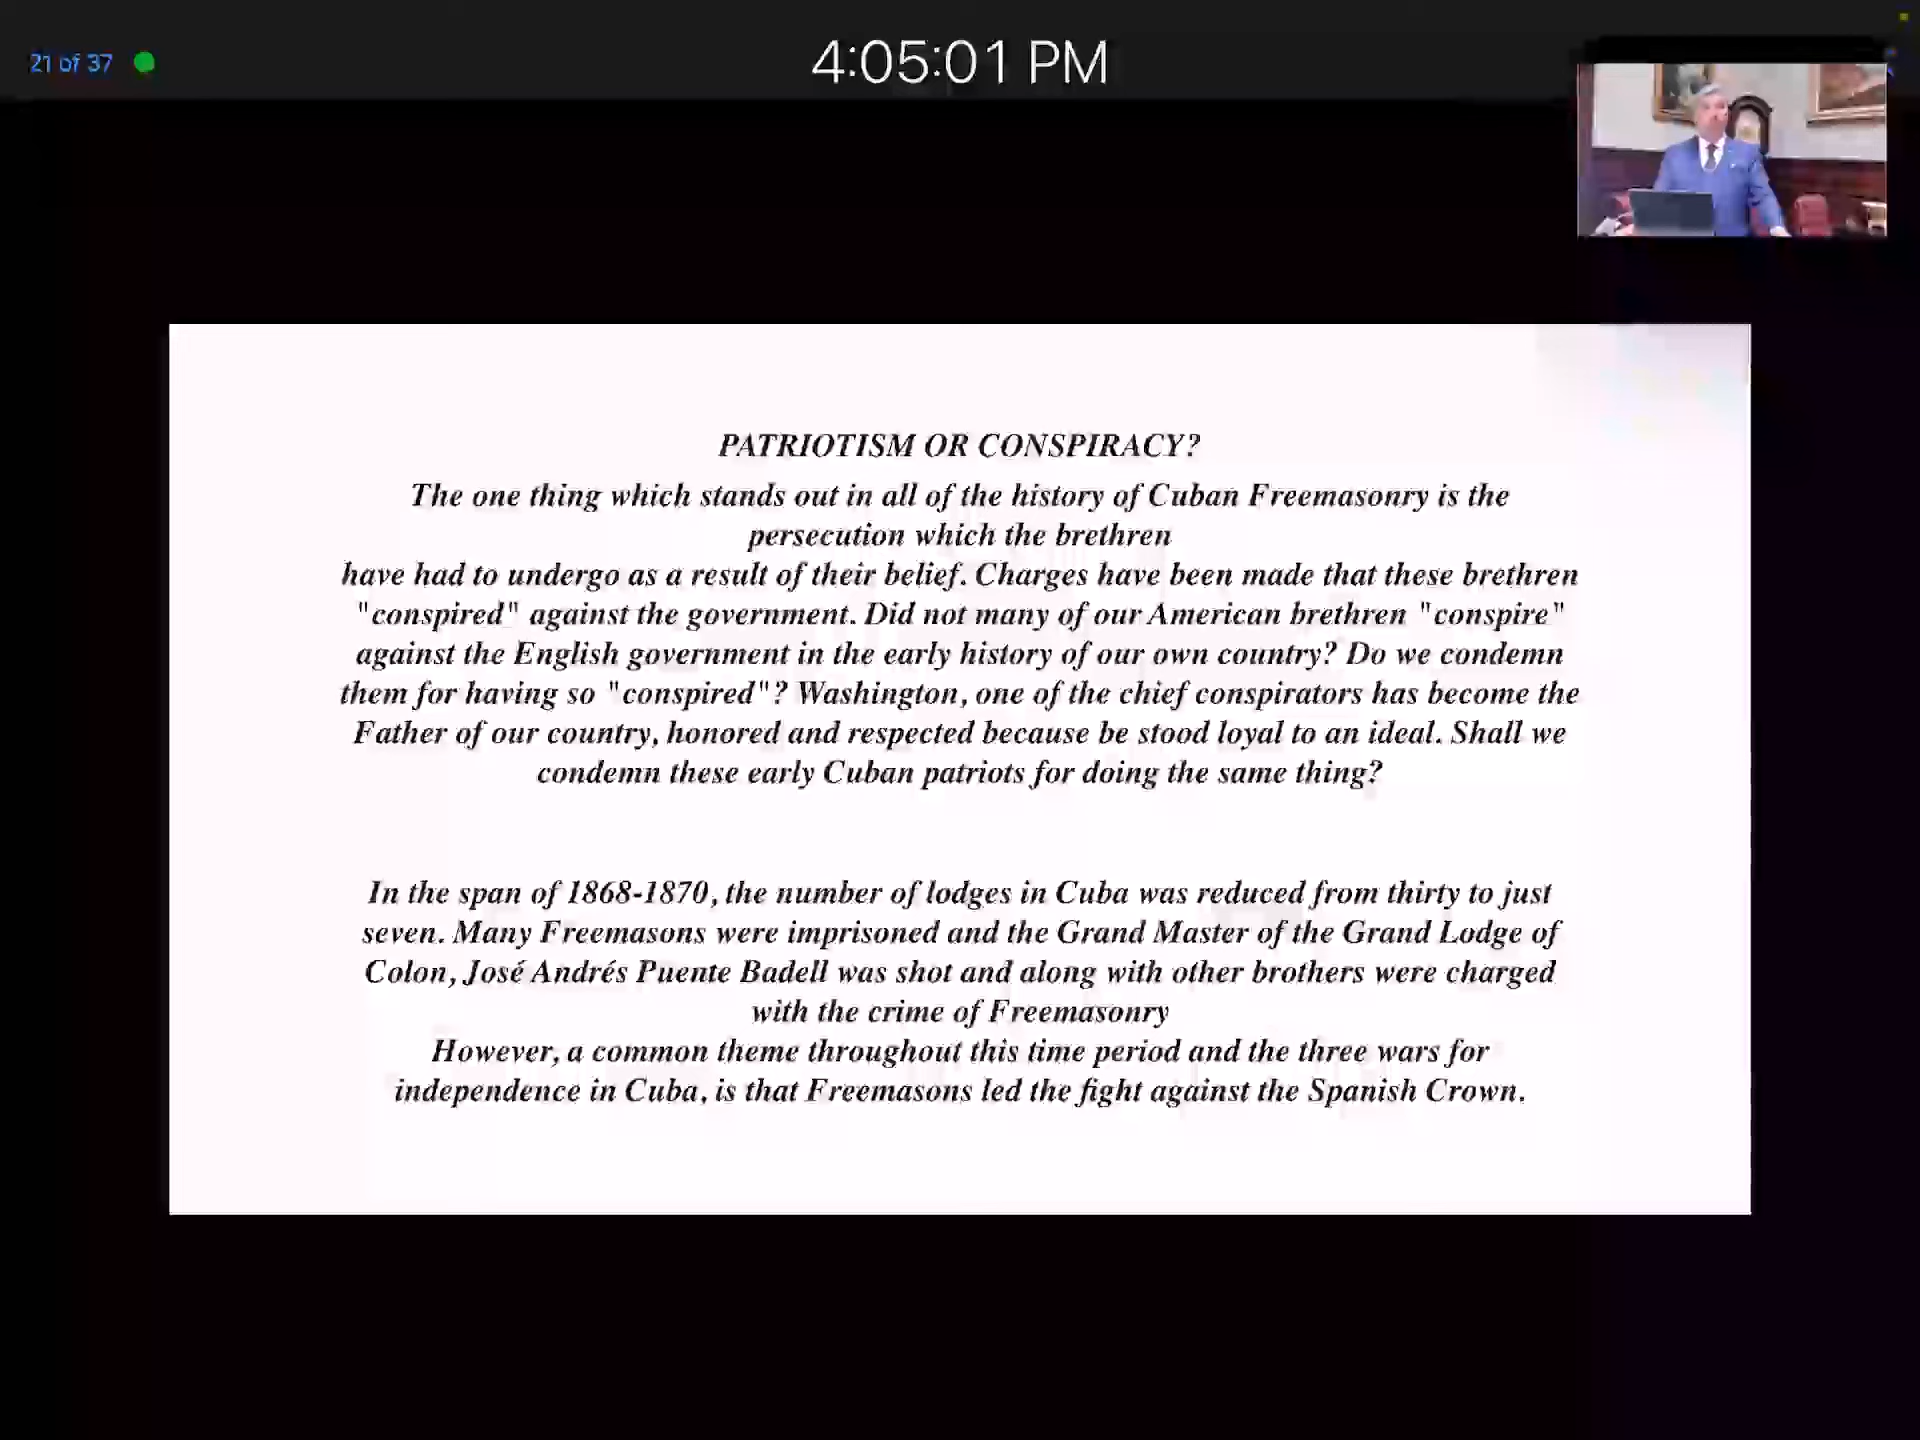 21 of 37
4:05:01 PM
PATRIOTISM OR CONSPIRACY?
The one thing which stands out in all of the history of Cuban Freemasonry is the
persecution which the brethren
have had to undergo as a result of their belief. Charges have been made that these brethren
"conspired" against the government. Did not many of our American brethren "conspire"
against the English government in the early history of our own country? Do we condemn
them for having so "conspired"? Washington, one of the chief conspirators has become the
Father of our country, honored and respected because be stood loyal to an ideal. Shall we
condemn these early Cuban patriots for doing the same thing?
In the span of 1868-1870, the number of lodges in Cuba was reduced from thirty to just
seven. Many Freemasons were imprisoned and the Grand Master of the Grand Lodge of
Colon, José Andrés Puente Badell was shot and along with other brothers were charged
with the crime of Freemasonry
However, a common theme throughout this time period and the three wars for
independence in Cuba, is that Freemasons led the fight against the Spanish Crown.